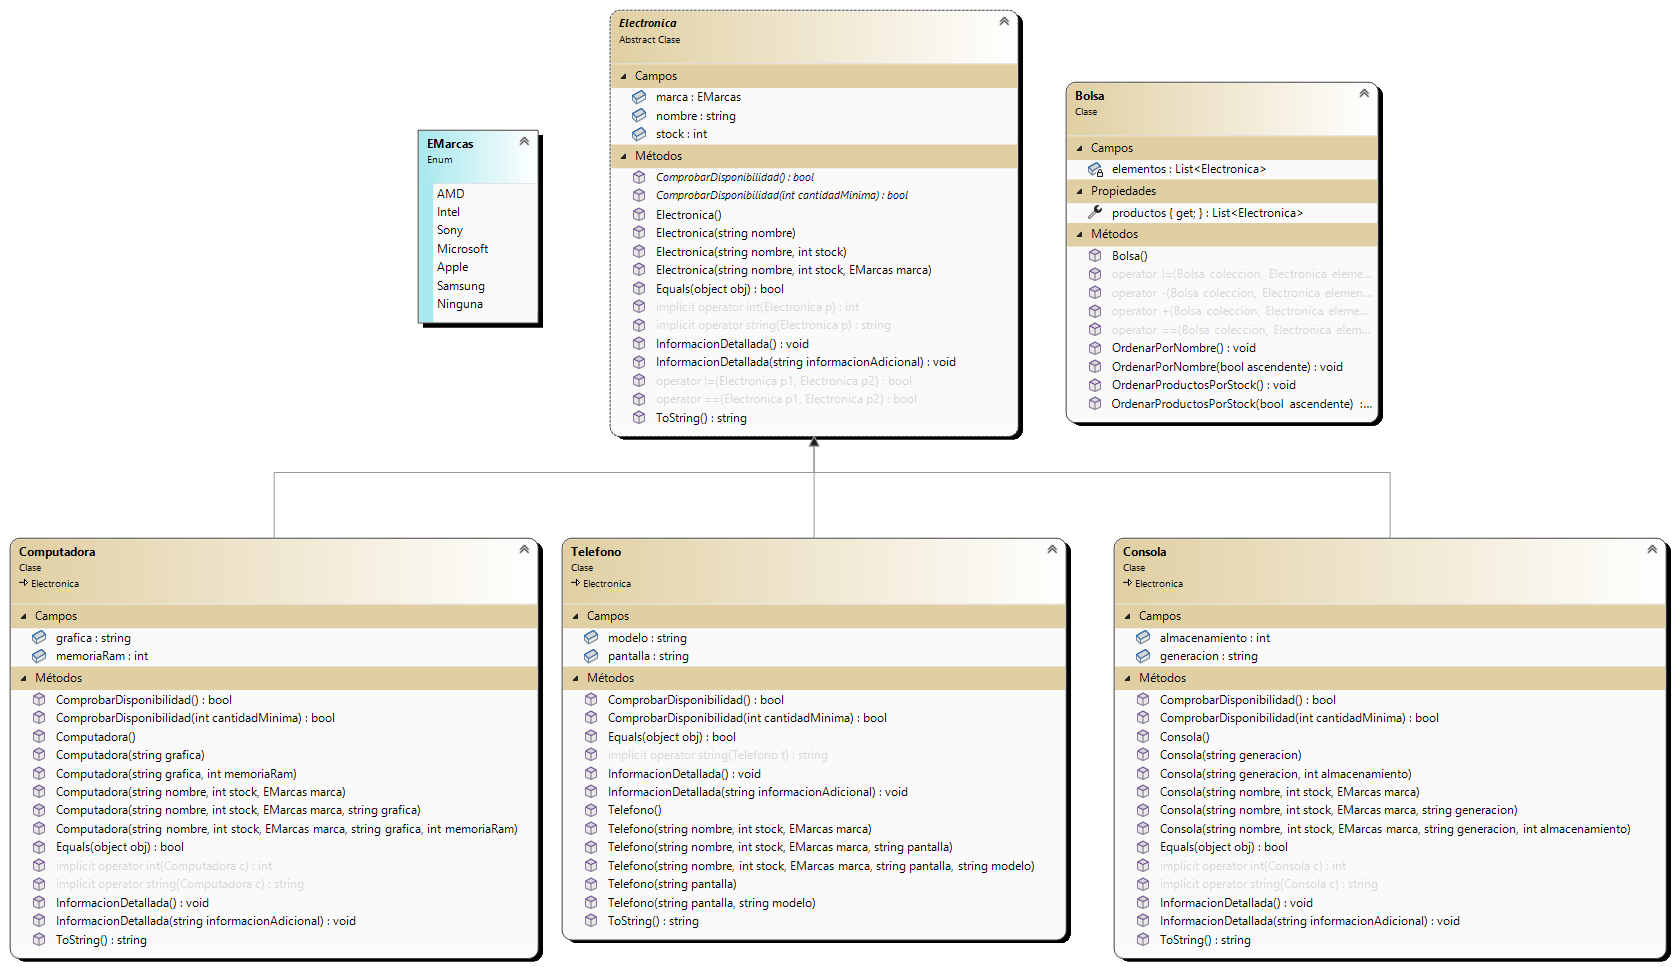 Electronica
Abstract Clase
Campos
marca : EMarcas
nombre : string
stock : int
Métodos
ComprobarDisponibilidad() : bool
ComprobarDisponibilidad(int cantidadMinima) : bool
Electronica()
Electronica(string nombre)
Electronica(string nombre, int stock)
Electronica(string nombre, int stock, EMarcas marca)
Equals(object obj) : bool
implicit operator int(Electronica p) : int
implicit operator string(Electronica p) : string
InformacionDetallada() : void
InformacionDetallada(string informacionAdicional) : void
operator !=(Electronica p1, Electronica p2) : bool
operator ==(Electronica p1, Electronica p2) : bool
ToString() : string
EMarcas
Enum
AMD
Intel
Sony
Microsoft
Apple
Samsung
Ninguna
Bolsa
Clase
Campos
elementos : List<Electronica>
Propiedades
productos { get; } : List<Electronica>
Métodos
Bolsa()
operator !=(Bolsa coleccion, Electronica eleme...
operator -(Bolsa coleccion, Electronica elemen...
operator +(Bolsa coleccion, Electronica eleme...
operator ==(Bolsa coleccion, Electronica elem...
OrdenarPorNombre() : void
OrdenarPorNombre(bool ascendente) : void
OrdenarProductosPorStock() : void
OrdenarProductosPorStock(bool ascendente) :...
Computadora
Clase
Electronica
Campos
grafica : string
memoriaRam : int
Métodos
ComprobarDisponibilidad() : bool
ComprobarDisponibilidad(int cantidadMinima) : bool
Computadora()
Computadora(string grafica)
Computadora(string grafica, int memoriaRam)
Computadora(string nombre, int stock, EMarcas marca)
Computadora(string nombre, int stock, EMarcas marca, string grafica)
Computadora(string nombre, int stock, EMarcas marca, string grafica, int memoriaRam)
Equals(object obj) : bool
implicit operator int(Computadora c) : int
implicit operator string(Computadora c) : string
InformacionDetallada() : void
InformacionDetallada(string informacionAdicional) : void
ToString() : string
Telefono
Clase
Electronica
Campos
modelo : string
pantalla : string
Métodos
ComprobarDisponibilidad() : bool
ComprobarDisponibilidad(int cantidadMinima) : bool
Equals(object obj) : bool
implicit operator string(Telefono t) : string
InformacionDetallada() : void
InformacionDetallada(string informacionAdicional) : void
Telefono()
Telefono(string nombre, int stock, EMarcas marca)
Telefono(string nombre, int stock, EMarcas marca, string pantalla)
Telefono(string nombre, int stock, EMarcas marca, string pantalla, string modelo)
Telefono(string pantalla)
Telefono(string pantalla, string modelo)
ToString() : string
Consola
Clase
Electronica
Campos
almacenamiento : int
generacion : string
Métodos
ComprobarDisponibilidad() : bool
ComprobarDisponibilidad(int cantidadMinima) : bool
Consola()
Consola(string generacion)
Consola(string generacion, int almacenamiento)
Consola(string nombre, int stock, EMarcas marca)
Consola(string nombre, int stock, EMarcas marca, string generacion)
Consola(string nombre, int stock, EMarcas marca, string generacion, int almacenamiento)
Equals(object obj) : bool
implicit operator int(Consola c) : int
implicit operator string(Consola c) : string
InformacionDetallada() : void
InformacionDetallada(string informacionAdicional) : void
ToString() : string